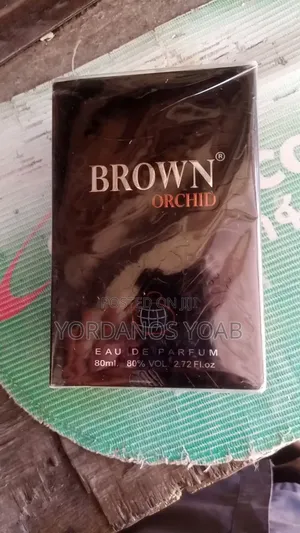 BROWN®
ORCHID
POSTED ON JIJI
YORDANOS YOAB
EAU DE PARFUM
80ml 80% VOL 2.72 Fl.oz